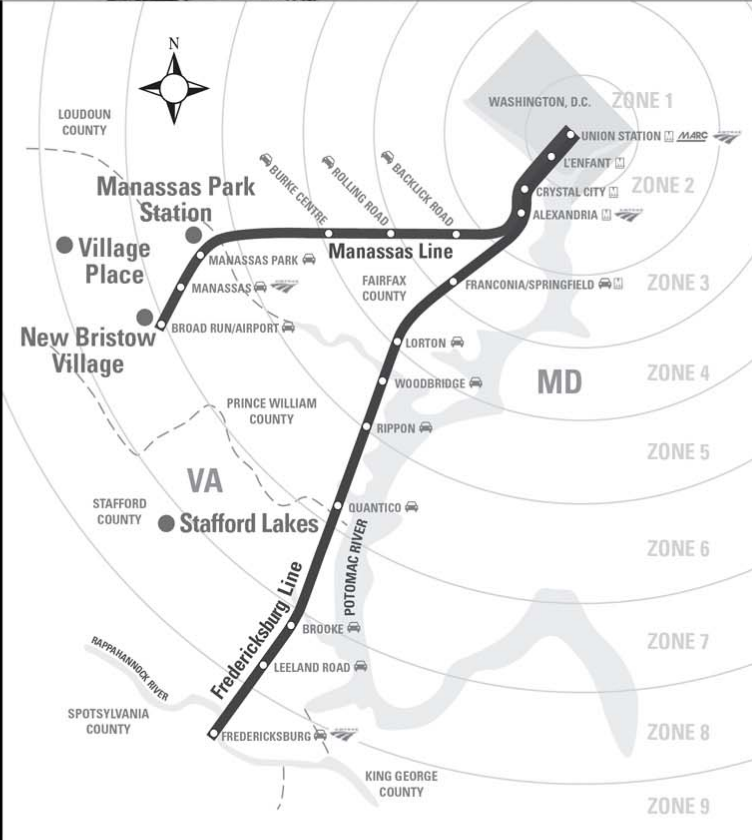 N
LOUDOUN
COUNTY
WASHINGTON, D.C.
ZONE 1
UNION STATION M MARC
L'ENFANT M
CRYSTAL CITY M
ZONE 2
ALEXANDRIA M
BURKE CENTRE
ROLLING ROAD
BACKLICK ROAD
Manassas Park
Station
Village
Place
Manassas Line
MANASSAS PARK
MANASSAS
FAIRFAX
COUNTY
FRANCONIA/SPRINGFIELD M
ZONE 3
New Bristow
Village
BROAD RUN/AIRPORT
LORTON
WOODBRIDGE
MD
ZONE 4
PRINCE WILLIAM
COUNTY
RIPPON
ZONE 5
VA
STAFFORD
COUNTY
Stafford Lakes
QUANTICO
POTOMAC RIVER
ZONE 6
Fredericksburg Line
BROOKE
ZONE 7
LEELAND ROAD
RAPPAHANNOCK RIVER
SPOTSYLVANIA
COUNTY
FREDERICKSBURG
ZONE 8
KING GEORGE
COUNTY
ZONE 9